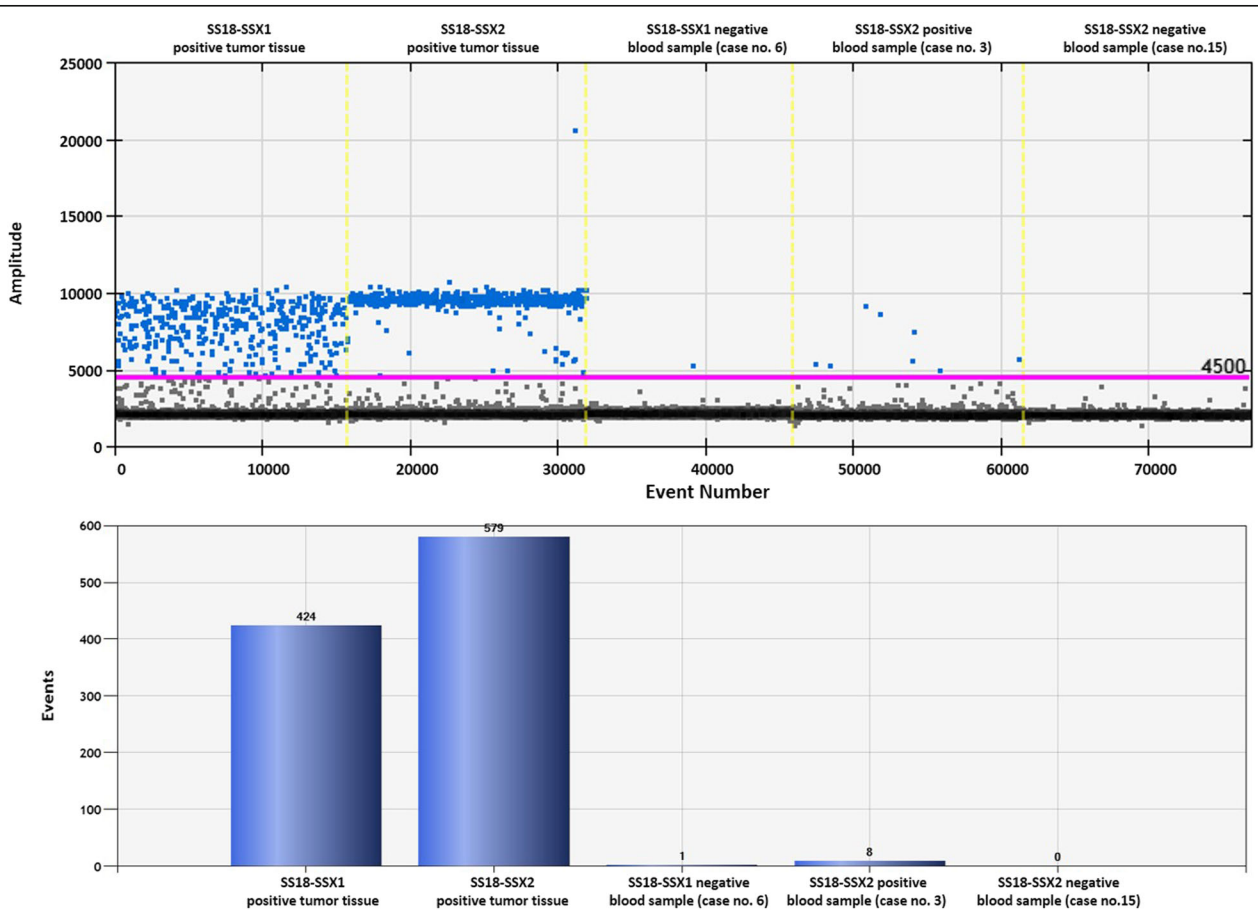 SS18-SSX1 SS18-SSX2 SS18-SSX1 negative SS18-SSX2 positive SS18-SSX2 negative
positive tumor tissue positive tumor tissue blood sample (case no. 6) blood sample (case no. 3) blood sample (case no.15)
25000
20000
15000
10000
5000
0
Amplitude
4500
0 10000 20000 30000 40000 50000 60000 70000
Event Number
600
500
400
300
200
100
0
Events
424
579
1
8
0
SS18-SSX1 SS18-SSX2 SS18-SSX1 negative SS18-SSX2 positive SS18-SSX2 negative
positive tumor tissue positive tumor tissue blood sample (case no. 6) blood sample (case no. 3) blood sample (case no.15)